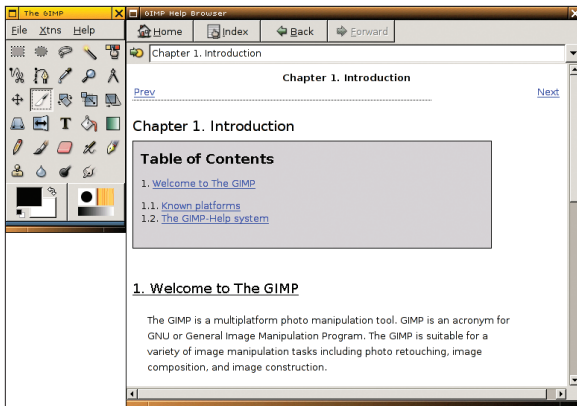 The GIMP
File Xtns Help
GIMP Help Browser
Home Index Back Forward
Chapter 1. Introduction
Chapter 1. Introduction
Prev Next
Chapter 1. Introduction
Table of Contents
1. Welcome to The GIMP
1.1. Known platforms
1.2. The GIMP-Help system
1. Welcome to The GIMP
The GIMP is a multiplatform photo manipulation tool. GIMP is an acronym for
GNU or General Image Manipulation Program. The GIMP is suitable for a
variety of image manipulation tasks including photo retouching, image
composition, and image construction.